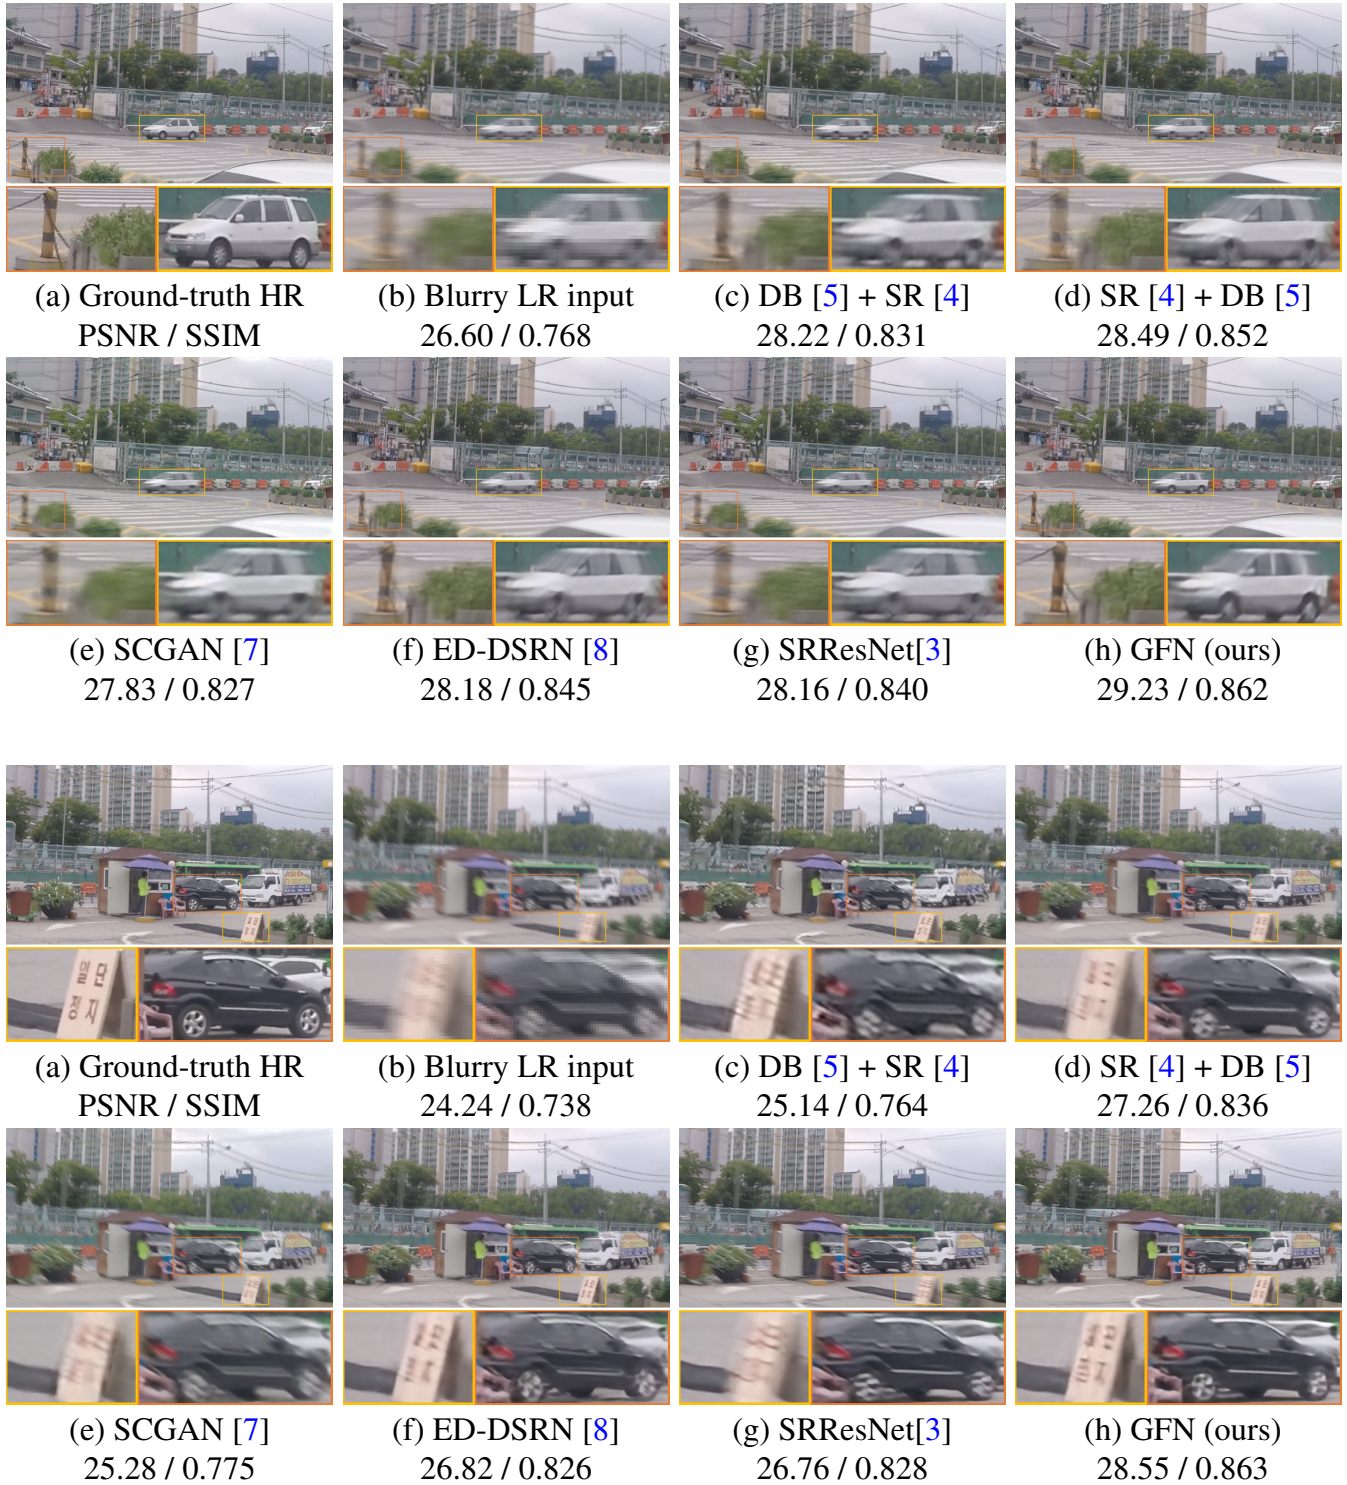 (a) Ground-truth HR
PSNR / SSIM
(b) Blurry LR input
26.60 / 0.768
(c) DB [5] + SR [4]
28.22 / 0.831
(d) SR [4] + DB [5]
28.49 / 0.852
(e) SCGAN [7]
27.83 / 0.827
(f) ED-DSRN [8]
28.18 / 0.845
(g) SRResNet[3]
28.16 / 0.840
(h) GFN (ours)
29.23 / 0.862
일단
정지
(a) Ground-truth HR
PSNR / SSIM
(b) Blurry LR input
24.24 / 0.738
(c) DB [5] + SR [4]
25.14 / 0.764
(d) SR [4] + DB [5]
27.26 / 0.836
(e) SCGAN [7]
25.28 / 0.775
(f) ED-DSRN [8]
26.82 / 0.826
(g) SRResNet[3]
26.76 / 0.828
(h) GFN (ours)
28.55 / 0.863